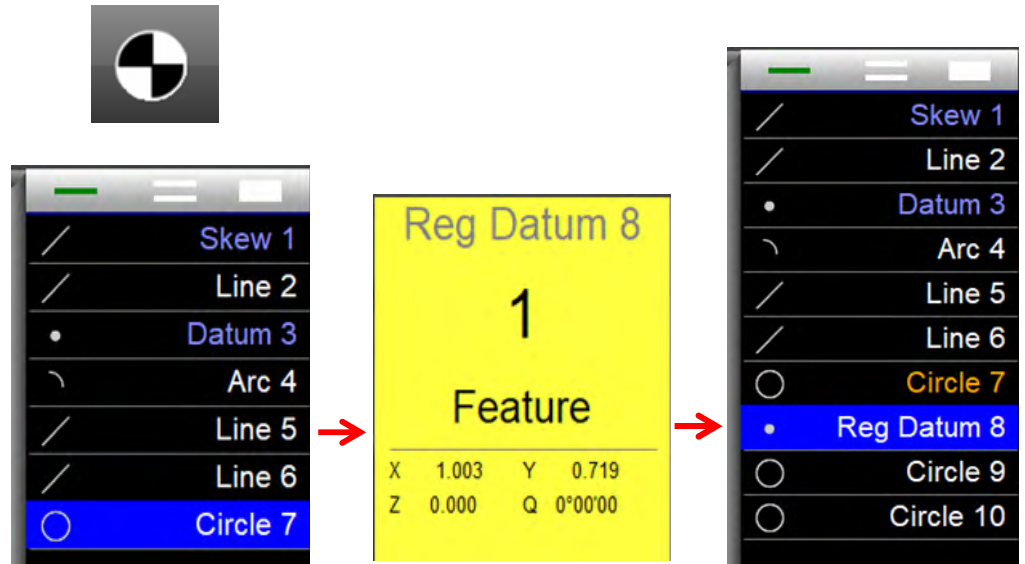 Skew 1
Line 2
Datum 3
Arc 4
Line 5
Line 6
Circle 7
Reg Datum 8
1
Feature
X 1.003 Y 0.719
Z 0.000 Q 0°00'00
Skew 1
Line 2
Datum 3
Arc 4
Line 5
Line 6
Circle 7
Reg Datum 8
Circle 9
Circle 10